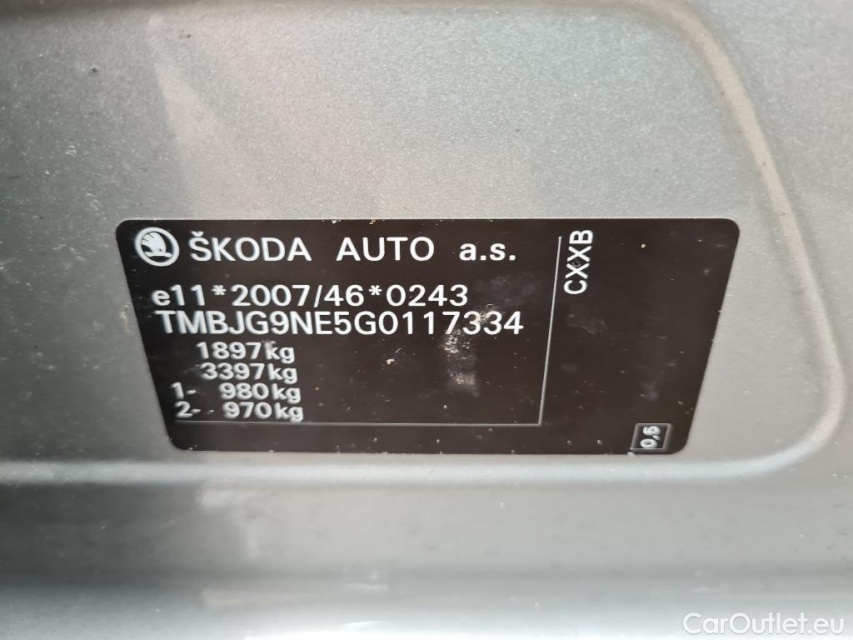 ŠKODA AUTO a.s.
e11*2007/46*0243
TMBJG9NE5G0117334
1897kg
3397kg
1- 980kg
2- 970kg
CXXB
0,5
CarOutlet.eu